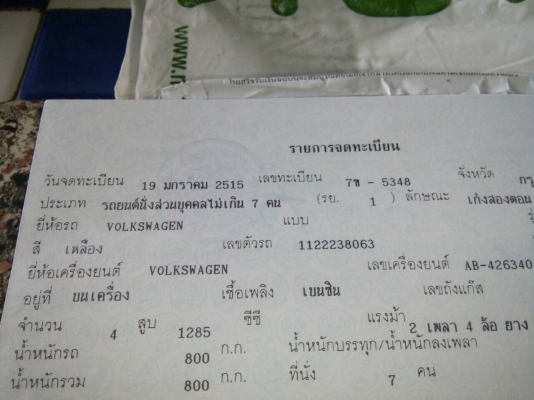 www.
รายการจดทะเบียน
วันจดทะเบียน 19 มกราคม 2515 เลขทะเบียน 7ข - 5348 จังหวัด
ประเภท รถยนต์นั่งส่วนบุคคลไม่เกิน 7 คน (รย. 1 ) ลักษณะ เก๋งสองตอน
ยี่ห้อรถ VOLKSWAGEN แบบ
สี เหลือง เลขตัวรถ 1122238063
ยี่ห้อเครื่องยนต์ VOLKSWAGEN เลขเครื่องยนต์ AB-426340
อยู่ที่ บนเครื่อง เชื้อเพลิง เบนซิน เลขถังแก๊ส
จำนวน 4 สูบ 1285 ซีซี แรงม้า 2 เพลา 4 ล้อ ยาง
น้ำหนักรถ 800 ก.ก. น้ำหนักบรรทุก/น้ำหนักลงเพลา
น้ำหนักรวม 800 ก.ก. ที่นั่ง 7 คน